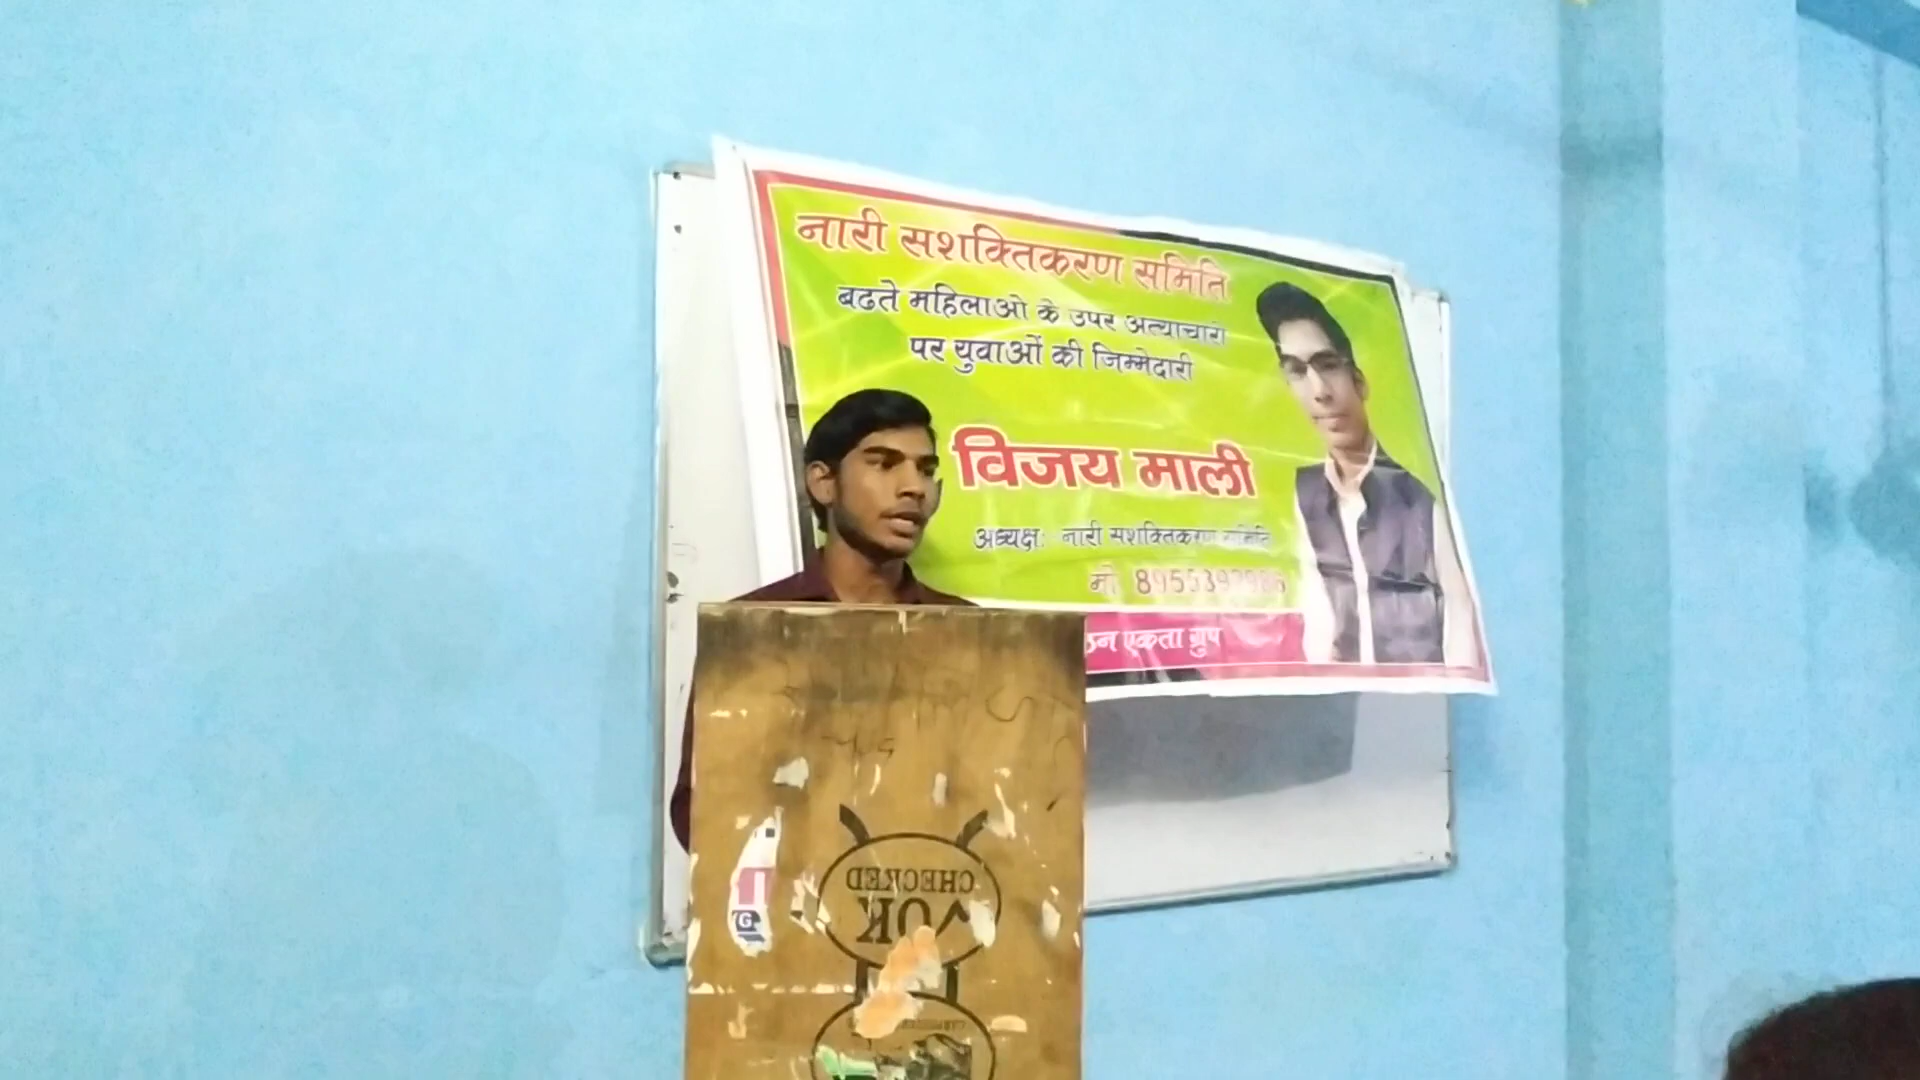 नारी सशक्तिकरण समिति
बढते महिलाओ के उपर अत्याचारो
पर युवाओं की जिम्मेदारी
विजय माली
अध्यक्ष: नारी सशक्तिकरण समिति
मो
एकता ग्रुप
CHECKED
OK
G